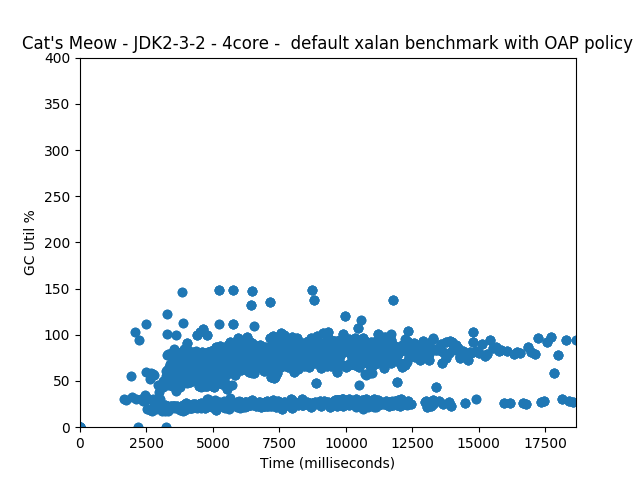 Cat's Meow - JDK2-3-2 - 4core -  default xalan benchmark with OAP policy
400
350
300
250
200
150
100
50
0
GC Util %
0 2500 5000 7500 10000 12500 15000 17500
Time (milliseconds)